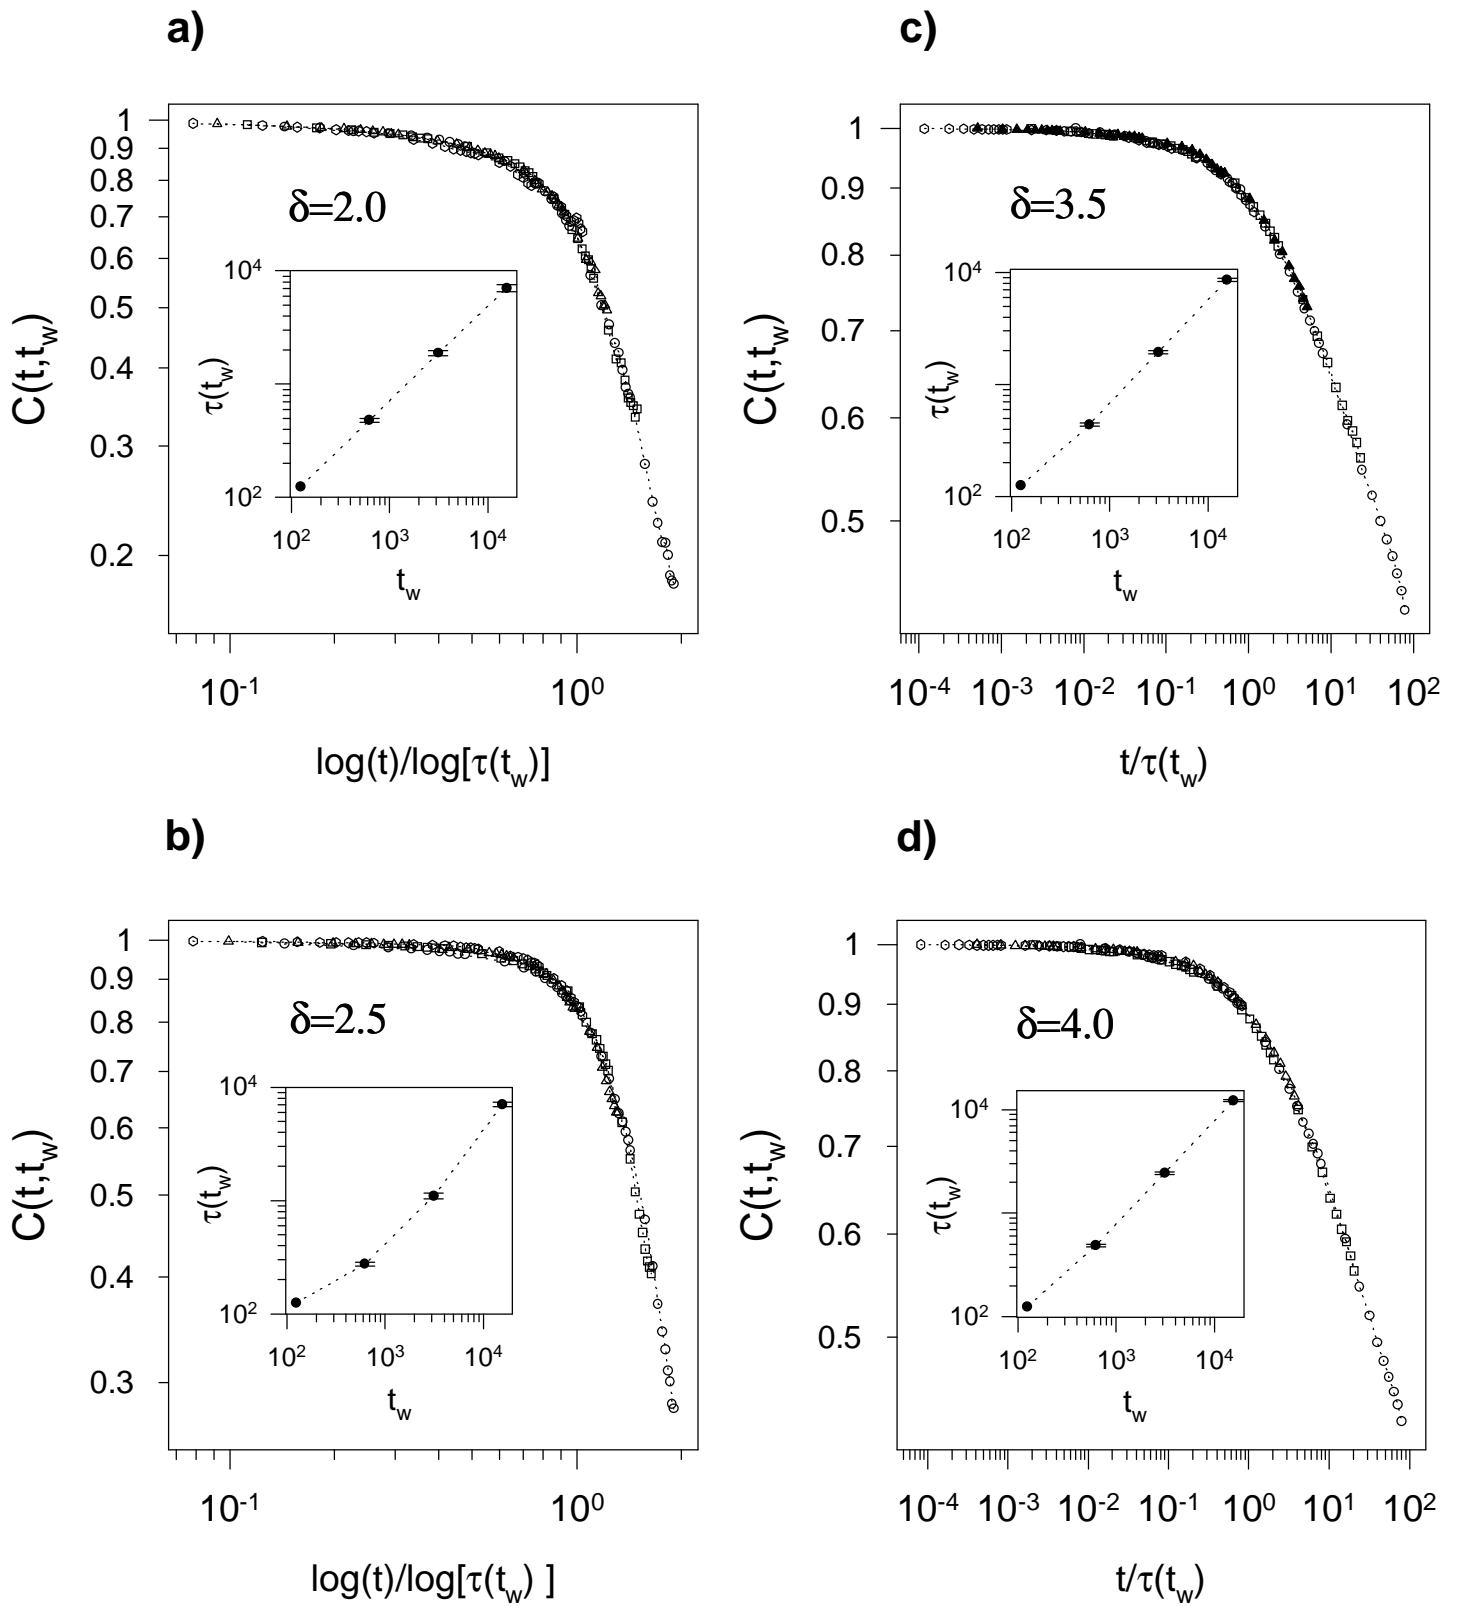 a)
C(t,t_w)
1
0.9
0.8
0.7
0.6
0.5
0.4
0.3
0.2
δ=2.0
τ(t_w)
10^4
10^2
10^2 10^3 10^4
t_w
10^-1 10^0
log(t)/log[τ(t_w)]
c)
C(t,t_w)
1
0.9
0.8
0.7
0.6
0.5
δ=3.5
τ(t_w)
10^4
10^2
10^2 10^3 10^4
t_w
10^-4 10^-3 10^-2 10^-1 10^0 10^1 10^2
t/τ(t_w)
b)
C(t,t_w)
1
0.9
0.8
0.7
0.6
0.5
0.4
0.3
δ=2.5
τ(t_w)
10^4
10^2
10^2 10^3 10^4
t_w
10^-1 10^0
log(t)/log[τ(t_w) ]
d)
C(t,t_w)
1
0.9
0.8
0.7
0.6
0.5
δ=4.0
τ(t_w)
10^4
10^2
10^2 10^3 10^4
t_w
10^-4 10^-3 10^-2 10^-1 10^0 10^1 10^2
t/τ(t_w)